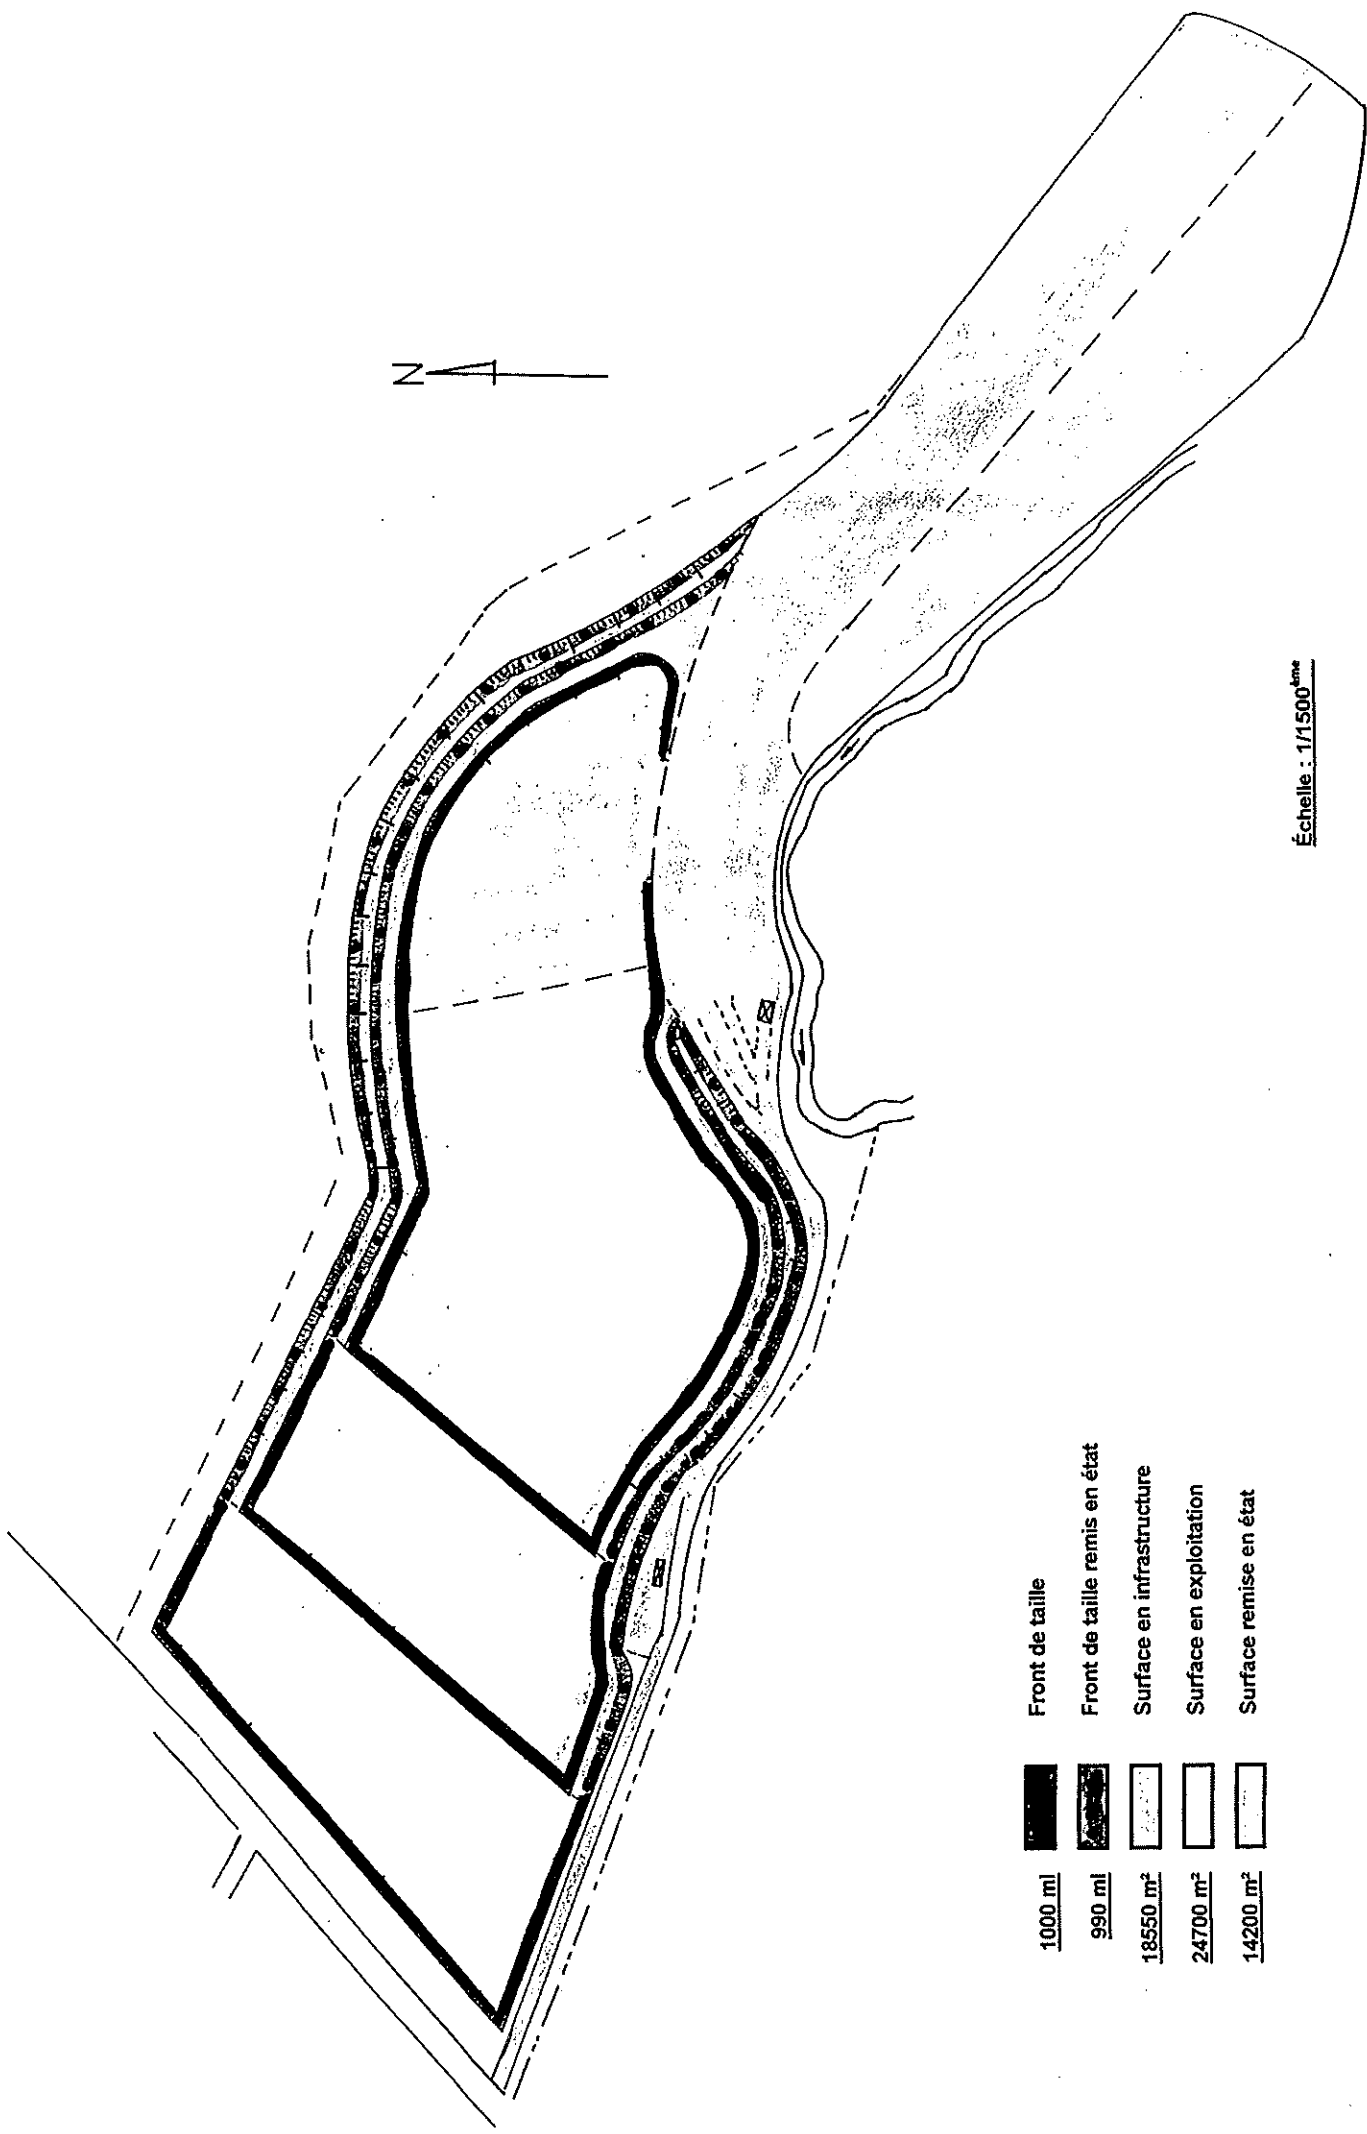 N
Échelle : 1/1500ème
1000 ml Front de taille
990 ml Front de taille remis en état
18550 m² Surface en infrastructure
24700 m² Surface en exploitation
14200 m² Surface remise en état